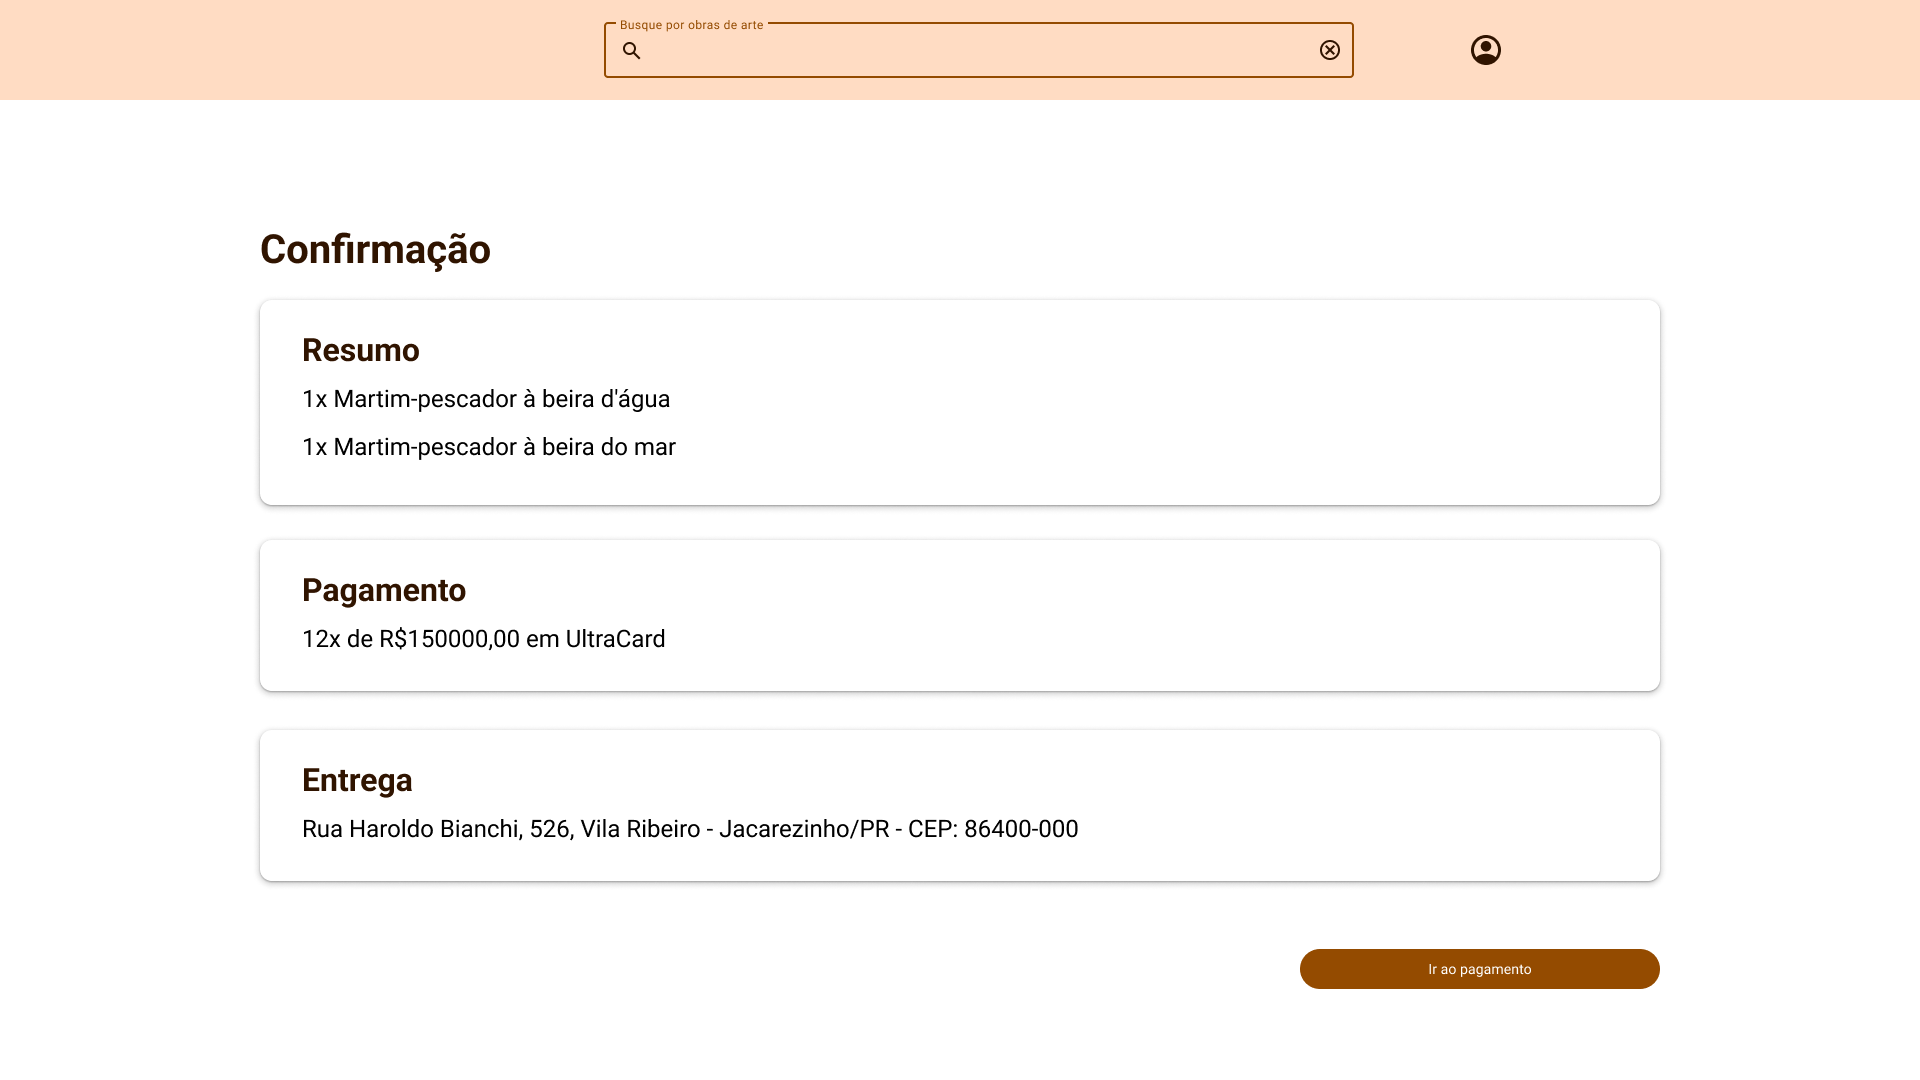 Busque por obras de arte
Confirmação
Resumo
1x Martim-pescador à beira d'água
1x Martim-pescador à beira do mar
Pagamento
12x de R$150000,00 em UltraCard
Entrega
Rua Haroldo Bianchi, 526, Vila Ribeiro - Jacarezinho/PR - CEP: 86400-000
Ir ao pagamento